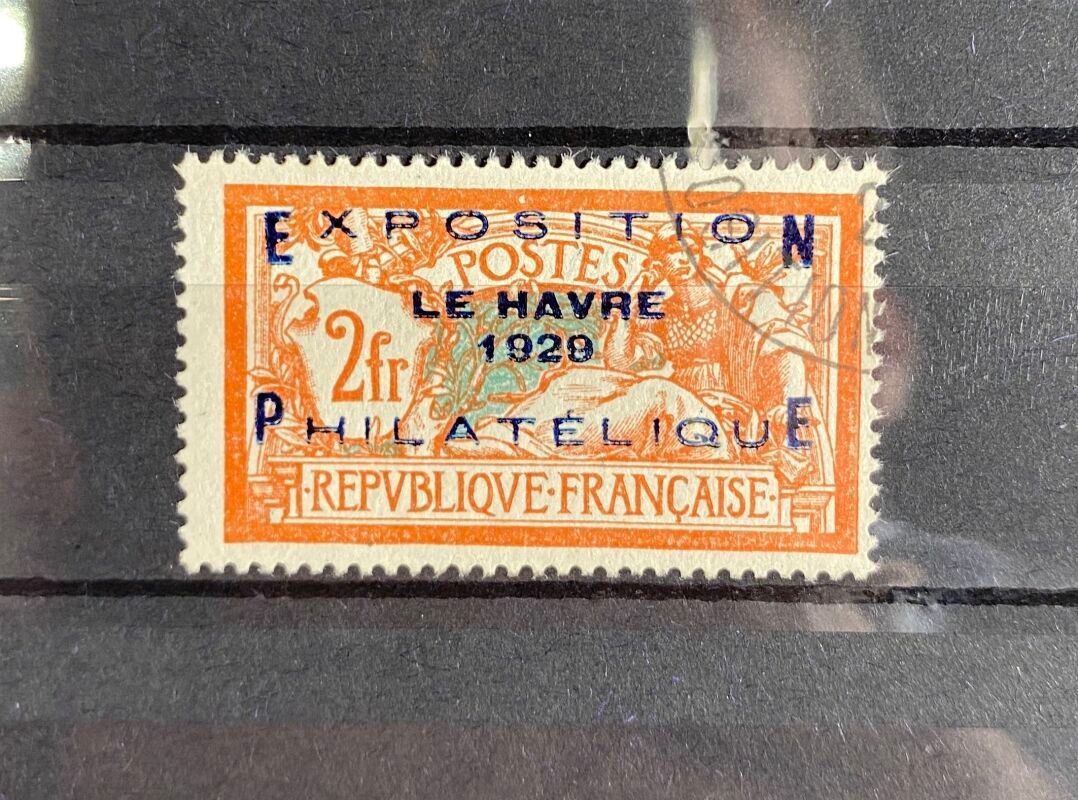 EXPOSITION
POSTES
LE HAVRE
1929
2fr
PHILATÉLIQUE
·REPVBLIQVE·FRANÇAISE·